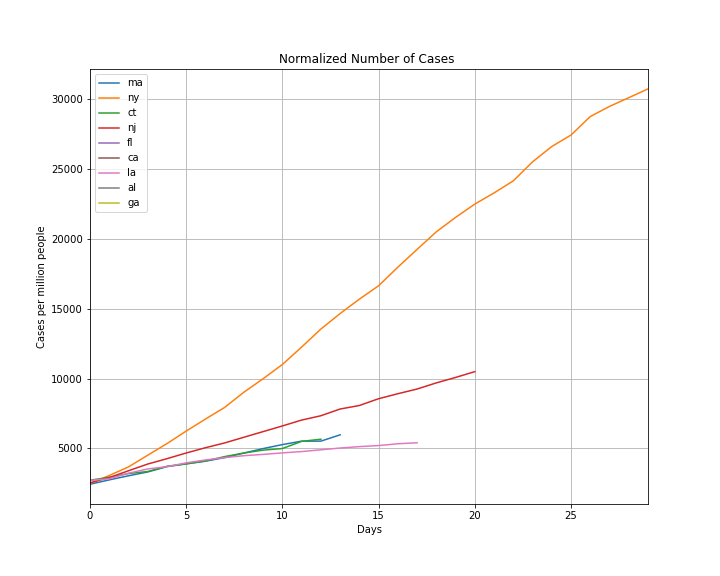 Normalized Number of Cases
ma
ny
ct
nj
fl
ca
la
al
ga
30000
25000
20000
15000
10000
5000
Cases per million people
0 5 10 15 20 25
Days